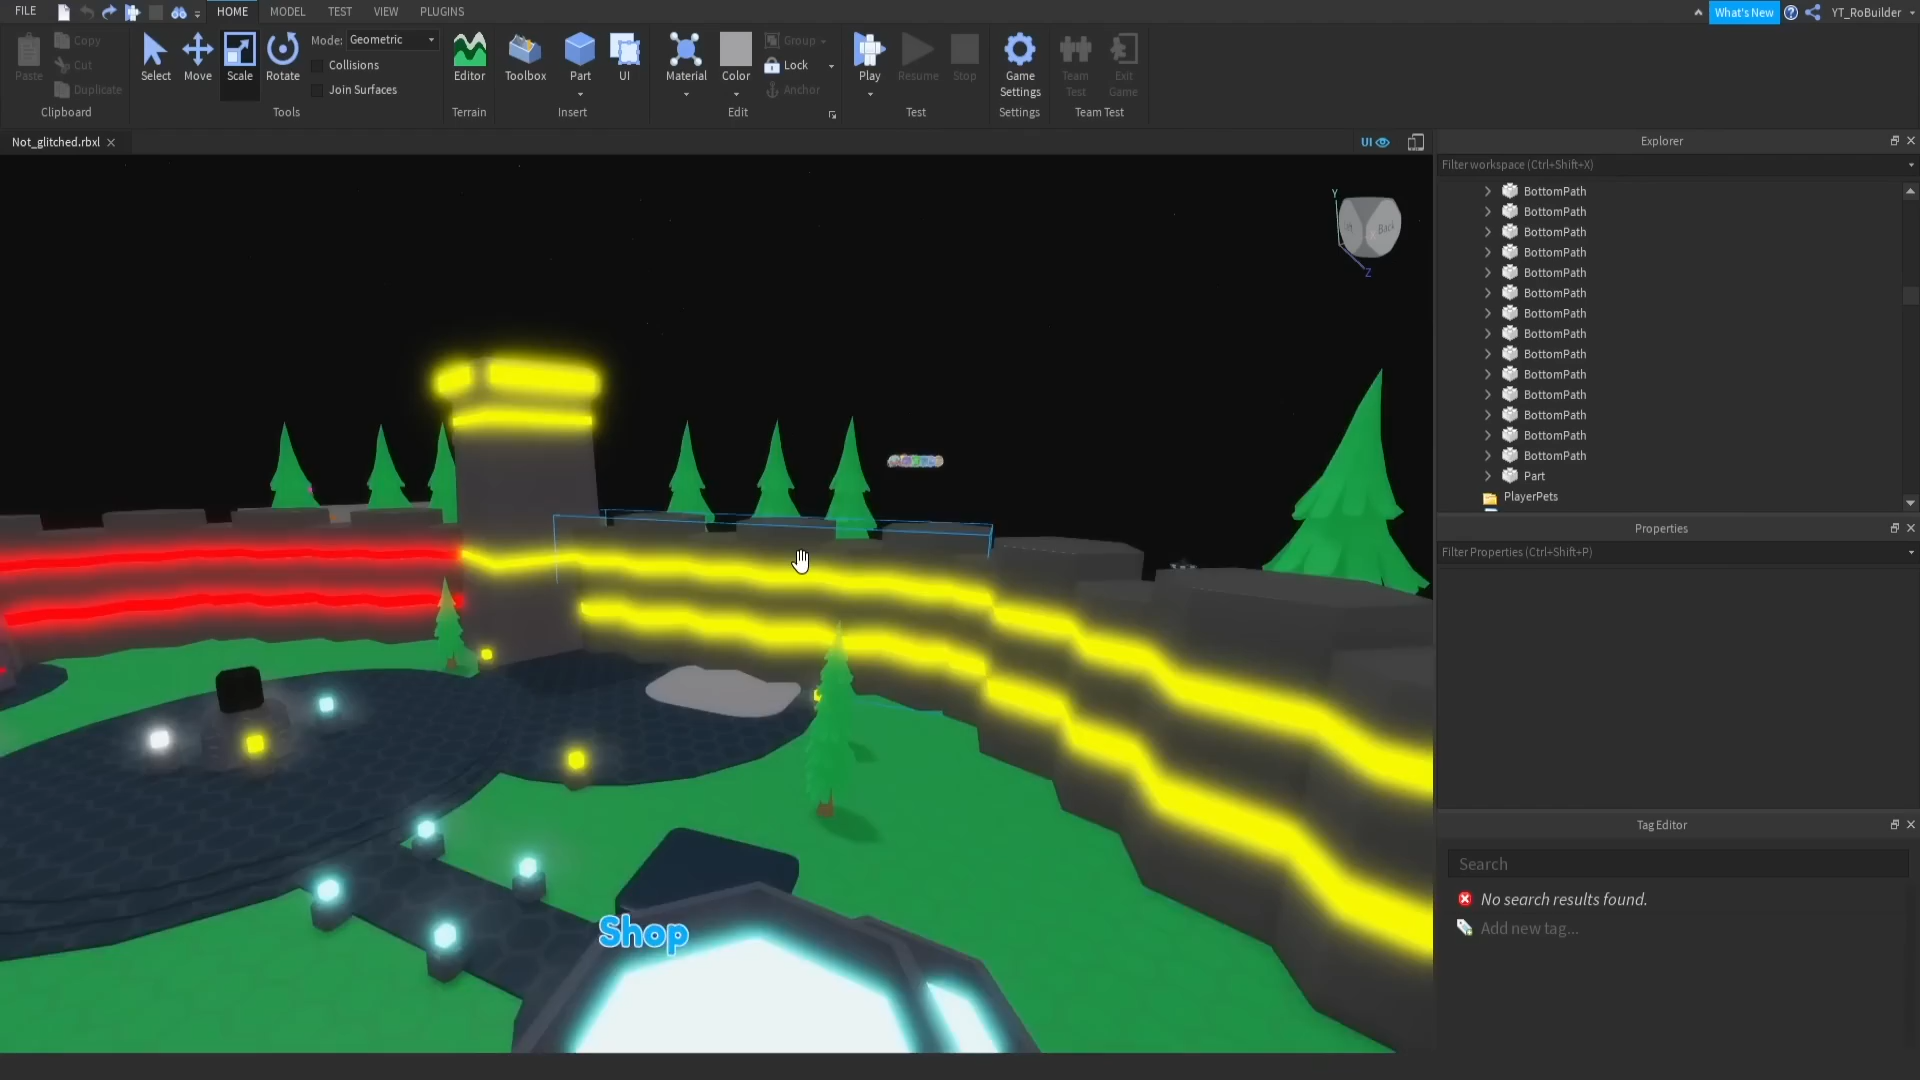 FILE HOME MODEL TEST VIEW PLUGINS What's New YT_RoBuilder
Paste Copy Cut Duplicate Clipboard
Select Move Scale Rotate Mode: Geometric Collisions Join Surfaces Tools
Editor Terrain
Toolbox Part UI Insert
Material Color Group Lock Anchor Edit
Play Resume Stop Test
Game Settings Settings
Team Test Exit Game Team Test
Not_glitched.rbxl UI
Y
Back
Z
Shop
Explorer
Filter workspace (Ctrl+Shift+X)
BottomPath
BottomPath
BottomPath
BottomPath
BottomPath
BottomPath
BottomPath
BottomPath
BottomPath
BottomPath
BottomPath
BottomPath
BottomPath
BottomPath
Part
PlayerPets
Properties
Filter Properties (Ctrl+Shift+P)
Tag Editor
Search
No search results found.
Add new tag...